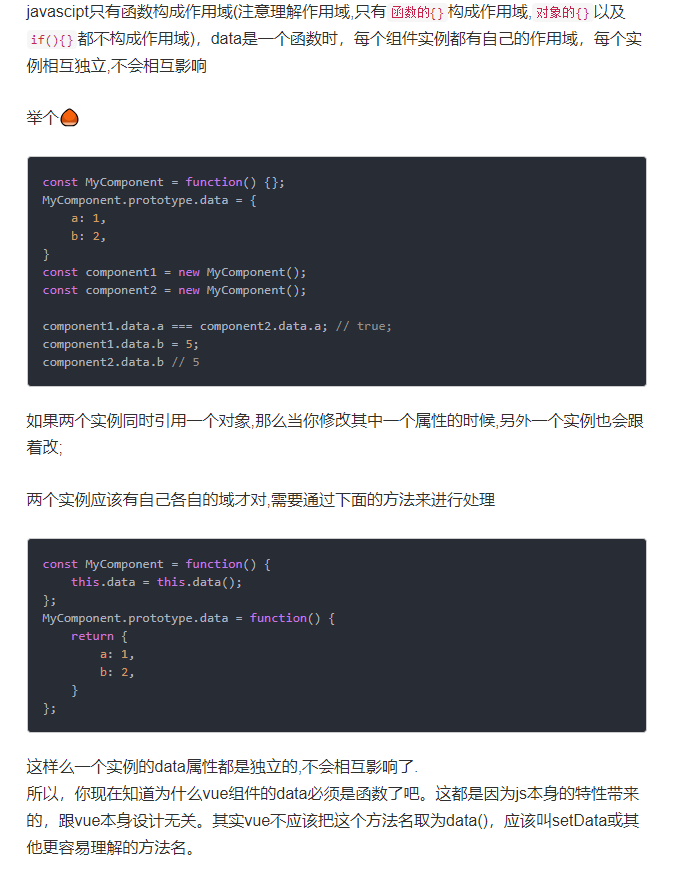 javascipt只有函数构成作用域(注意理解作用域,只有 函数的{} 构成作用域, 对象的{} 以及
if(){} 都不构成作用域)，data是一个函数时，每个组件实例都有自己的作用域，每个实
例相互独立,不会相互影响
举个🌰
const MyComponent = function() {};
MyComponent.prototype.data = {
    a: 1,
    b: 2,
}
const component1 = new MyComponent();
const component2 = new MyComponent();
component1.data.a === component2.data.a; // true;
component1.data.b = 5;
component2.data.b // 5
如果两个实例同时引用一个对象,那么当你修改其中一个属性的时候,另外一个实例也会跟
着改;
两个实例应该有自己各自的域才对,需要通过下面的方法来进行处理
const MyComponent = function() {
    this.data = this.data();
};
MyComponent.prototype.data = function() {
    return {
        a: 1,
        b: 2,
    }
};
这样么一个实例的data属性都是独立的,不会相互影响了.
所以，你现在知道为什么vue组件的data必须是函数了吧。这都是因为js本身的特性带来
的，跟vue本身设计无关。其实vue不应该把这个方法名取为data()，应该叫setData或其
他更容易理解的方法名。